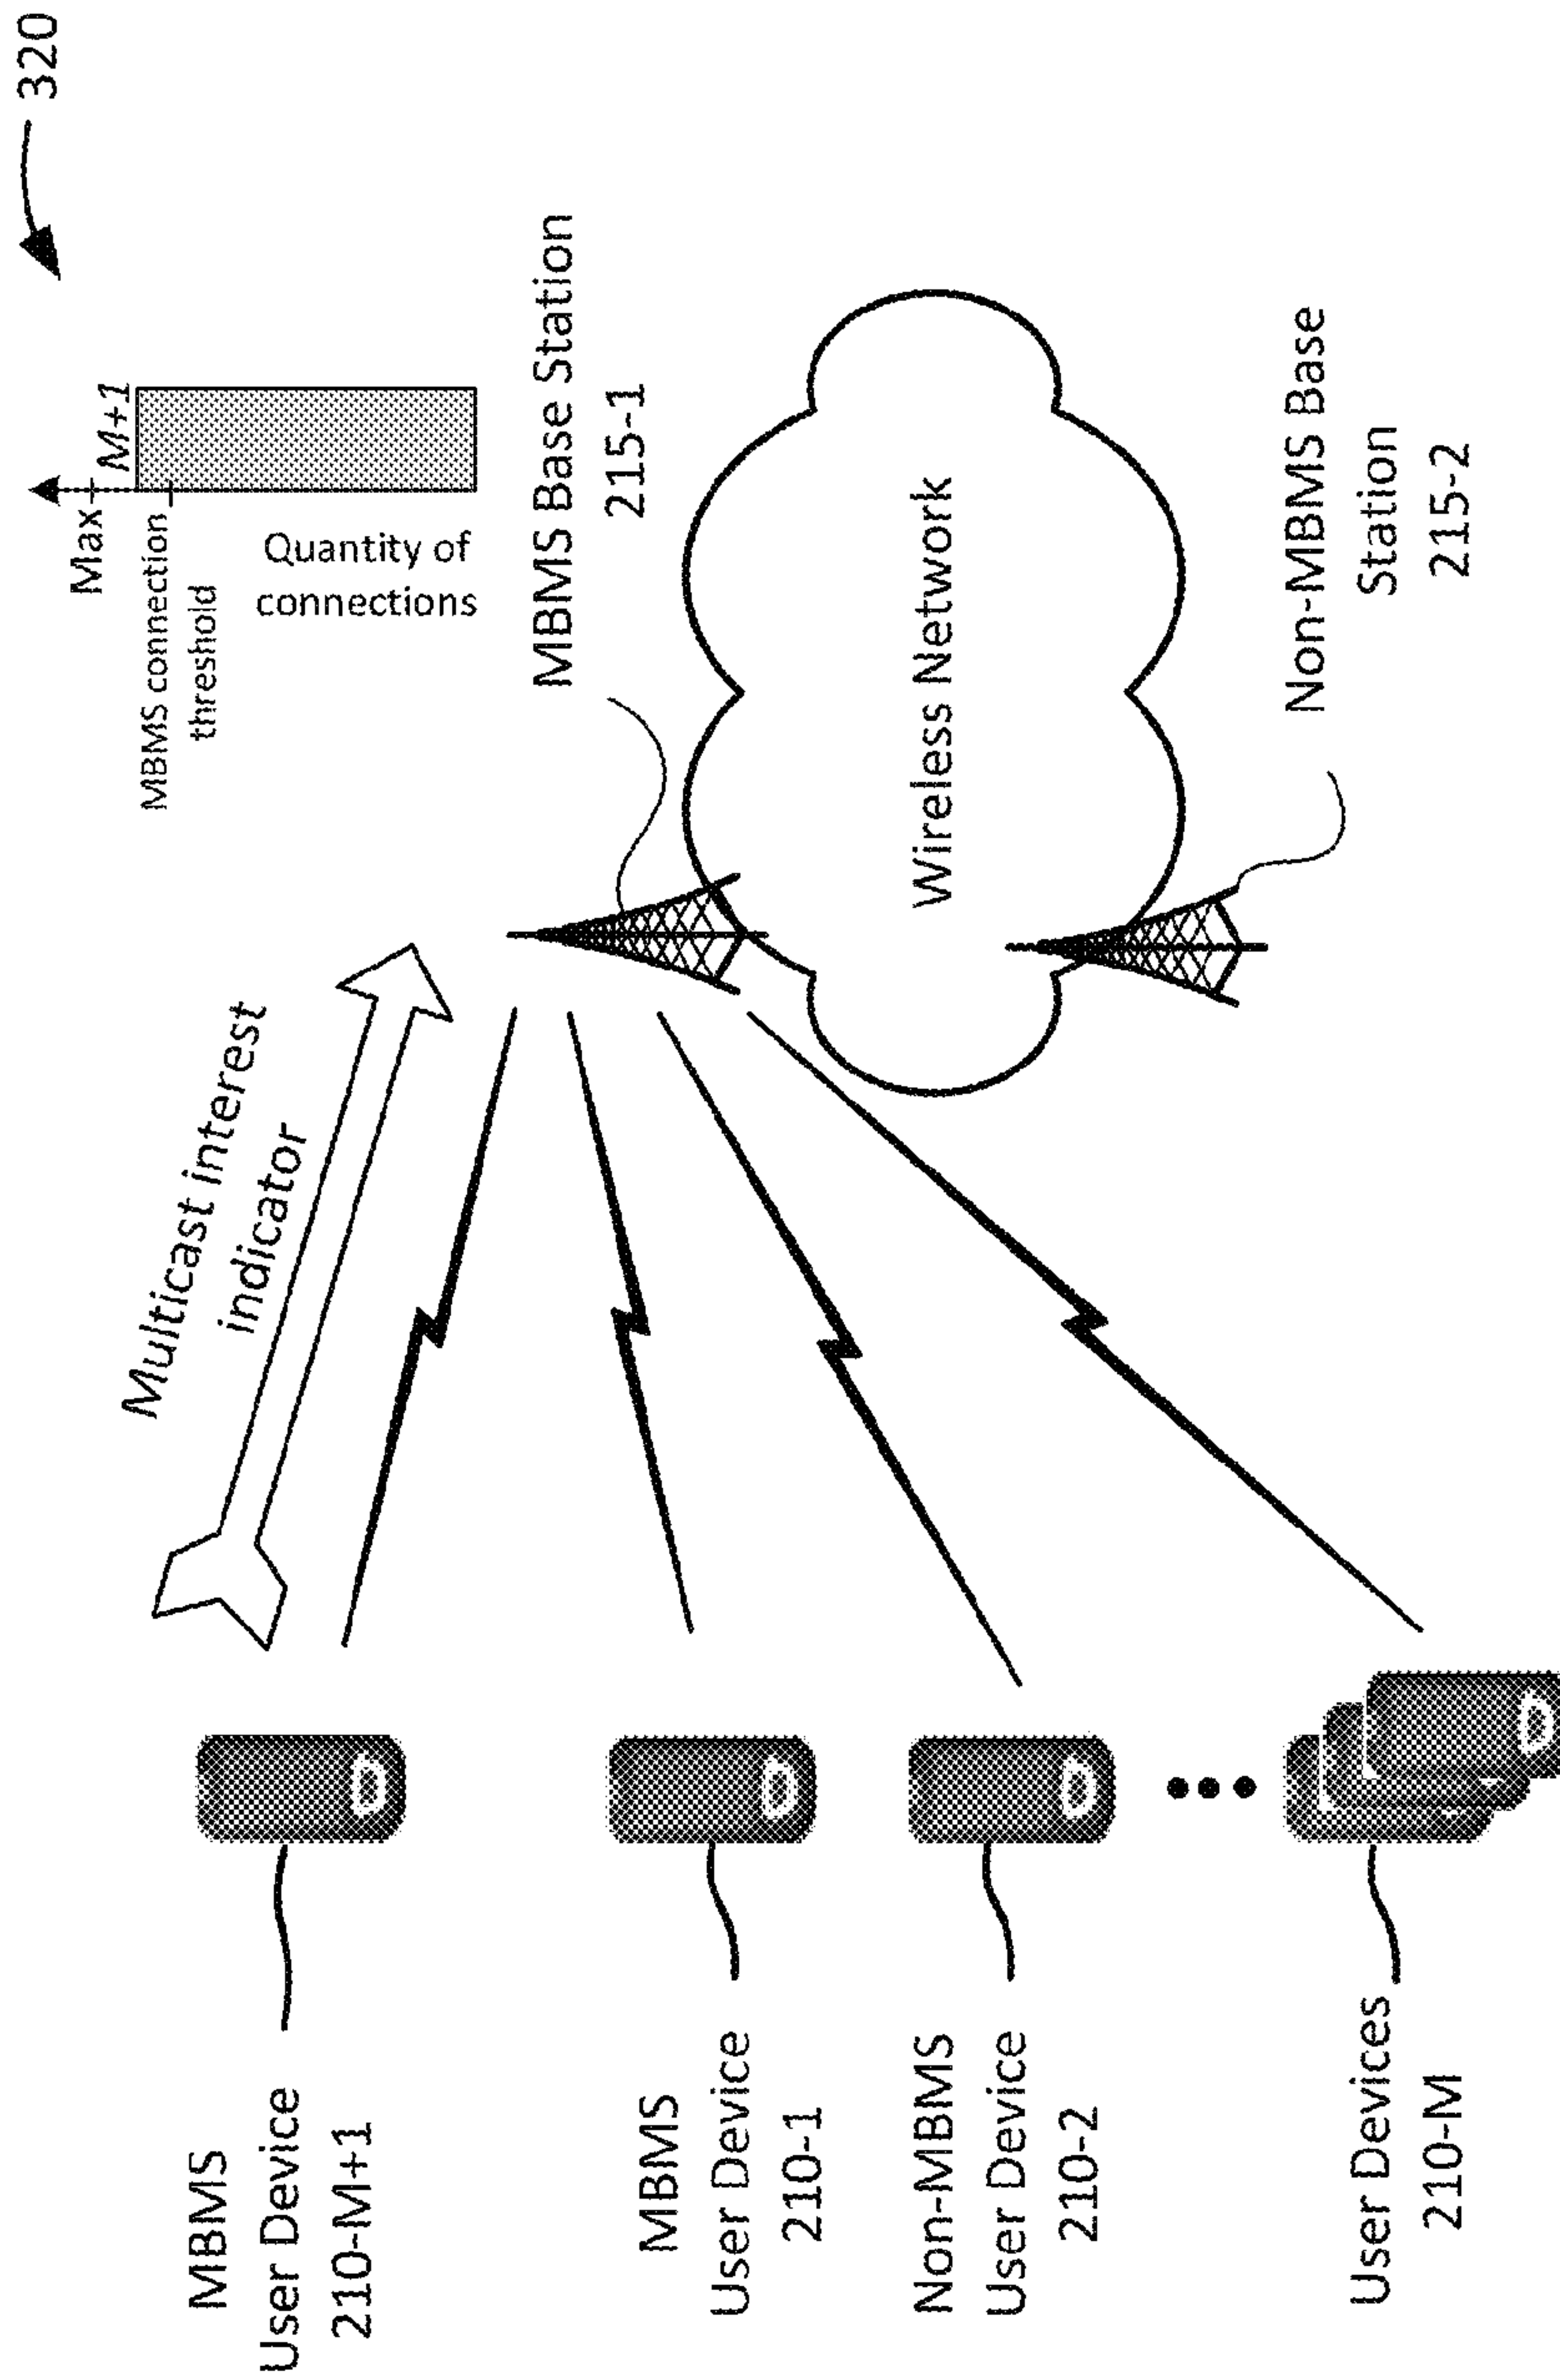 320
Max
M+1
MBMS connection
threshold
Quantity of
connections
Multicast interest
indicator
MBMS
User Device
210-M+1
MBMS Base Station
215-1
MBMS
User Device
210-1
Wireless Network
Non-MBMS
User Device
210-2
Non-MBMS Base
Station
215-2
User Devices
210-M